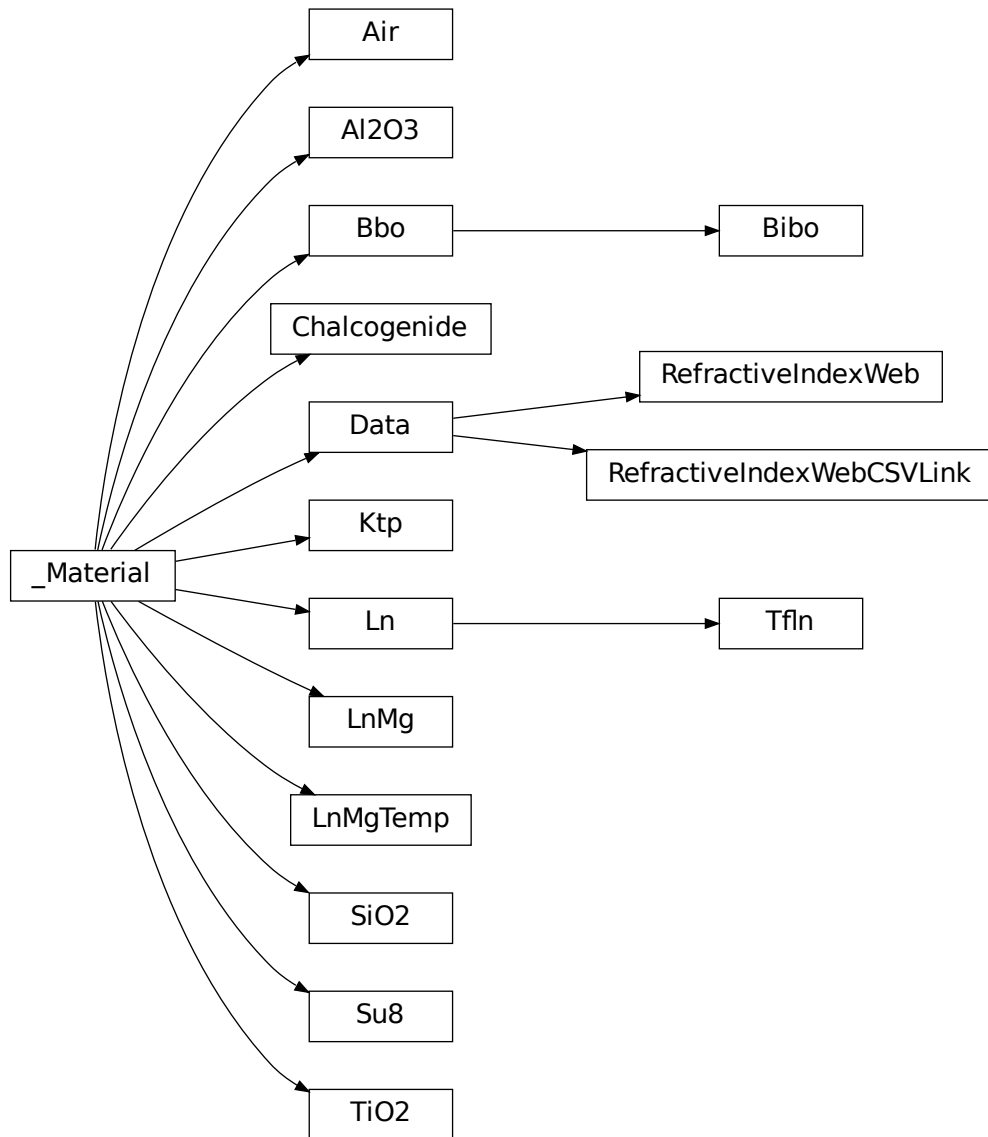 Air
Al2O3
Bbo
Bibo
Chalcogenide
RefractiveIndexWeb
Data
RefractiveIndexWebCSVLink
Ktp
_Material
Ln
Tfln
LnMg
LnMgTemp
SiO2
Su8
TiO2